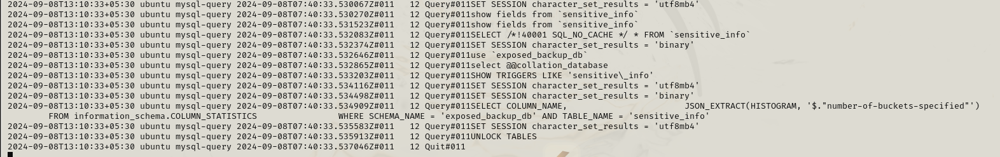 2024-09-08T13:10:33+05:30 ubuntu mysql-query 2024-09-08T07:40:33.530067Z#011   12 Query#011SET SESSION character_set_results = 'utf8mb4'
2024-09-08T13:10:33+05:30 ubuntu mysql-query 2024-09-08T07:40:33.530270Z#011   12 Query#011show fields from `sensitive_info`
2024-09-08T13:10:33+05:30 ubuntu mysql-query 2024-09-08T07:40:33.531523Z#011   12 Query#011show fields from `sensitive_info`
2024-09-08T13:10:33+05:30 ubuntu mysql-query 2024-09-08T07:40:33.532083Z#011   12 Query#011SELECT /*!40001 SQL_NO_CACHE */ * FROM `sensitive_info`
2024-09-08T13:10:33+05:30 ubuntu mysql-query 2024-09-08T07:40:33.532374Z#011   12 Query#011SET SESSION character_set_results = 'binary'
2024-09-08T13:10:33+05:30 ubuntu mysql-query 2024-09-08T07:40:33.532646Z#011   12 Query#011use `exposed_backup_db`
2024-09-08T13:10:33+05:30 ubuntu mysql-query 2024-09-08T07:40:33.532865Z#011   12 Query#011select @@collation_database
2024-09-08T13:10:33+05:30 ubuntu mysql-query 2024-09-08T07:40:33.533203Z#011   12 Query#011SHOW TRIGGERS LIKE 'sensitive\_info'
2024-09-08T13:10:33+05:30 ubuntu mysql-query 2024-09-08T07:40:33.534116Z#011   12 Query#011SET SESSION character_set_results = 'utf8mb4'
2024-09-08T13:10:33+05:30 ubuntu mysql-query 2024-09-08T07:40:33.534498Z#011   12 Query#011SET SESSION character_set_results = 'binary'
2024-09-08T13:10:33+05:30 ubuntu mysql-query 2024-09-08T07:40:33.534909Z#011   12 Query#011SELECT COLUMN_NAME,                       JSON_EXTRACT(HISTOGRAM, '$."number-of-buckets-specified"')
        FROM information_schema.COLUMN_STATISTICS                WHERE SCHEMA_NAME = 'exposed_backup_db' AND TABLE_NAME = 'sensitive_info'
2024-09-08T13:10:33+05:30 ubuntu mysql-query 2024-09-08T07:40:33.535583Z#011   12 Query#011SET SESSION character_set_results = 'utf8mb4'
2024-09-08T13:10:33+05:30 ubuntu mysql-query 2024-09-08T07:40:33.535913Z#011   12 Query#011UNLOCK TABLES
2024-09-08T13:10:33+05:30 ubuntu mysql-query 2024-09-08T07:40:33.537046Z#011   12 Quit#011